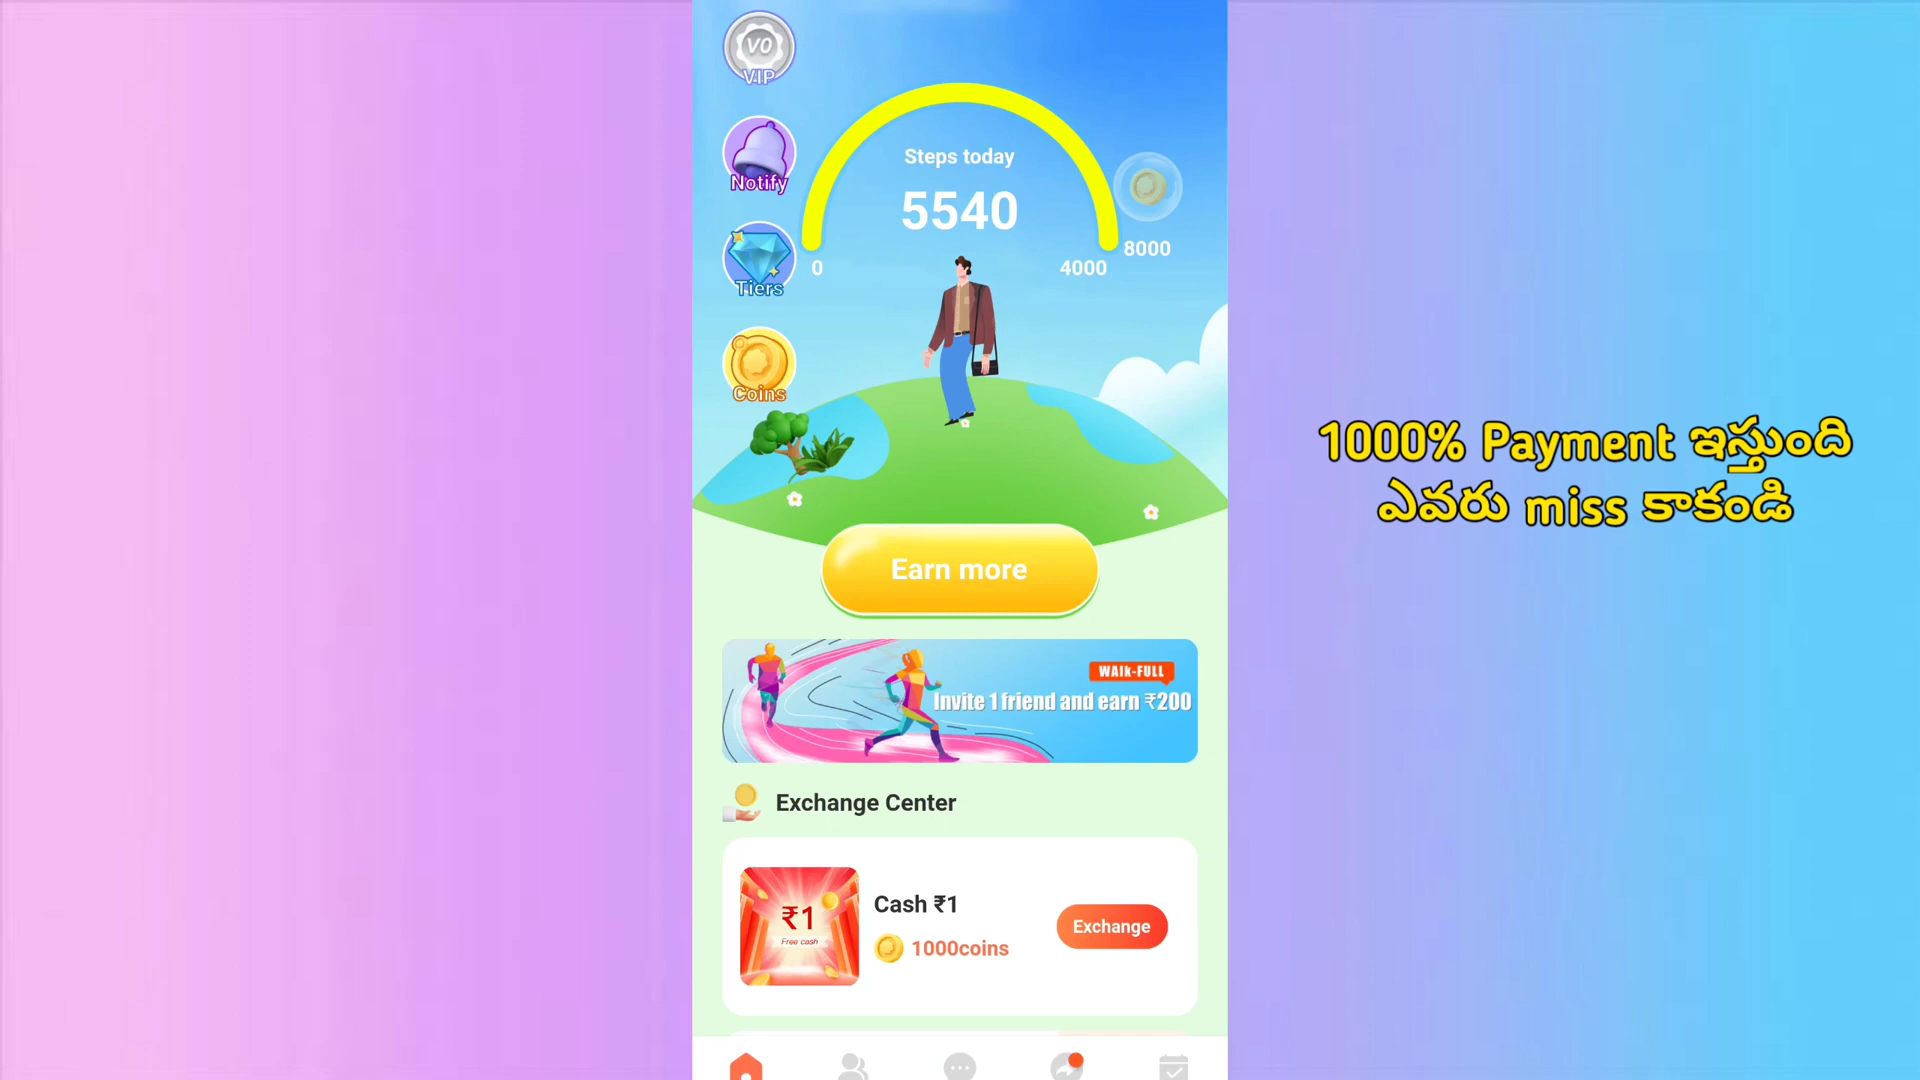 V0
VIP
Notify
Tiers
Coins
Steps today
5540
0
4000
8000
Earn more
WAlk-FULL
Invite 1 friend and earn ₹200
Exchange Center
₹1
Free cash
Cash ₹1
1000coins
Exchange
1000% Payment ఇస్తుంది
ఎవరు miss కాకండి